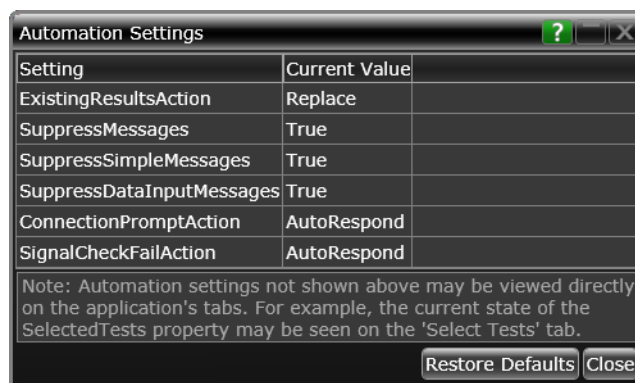 Automation Settings ? X
Setting Current Value
ExistingResultsAction Replace
SuppressMessages True
SuppressSimpleMessages True
SuppressDataInputMessages True
ConnectionPromptAction AutoRespond
SignalCheckFailAction AutoRespond
Note: Automation settings not shown above may be viewed directly
on the application's tabs. For example, the current state of the
SelectedTests property may be seen on the 'Select Tests' tab.
Restore Defaults Close